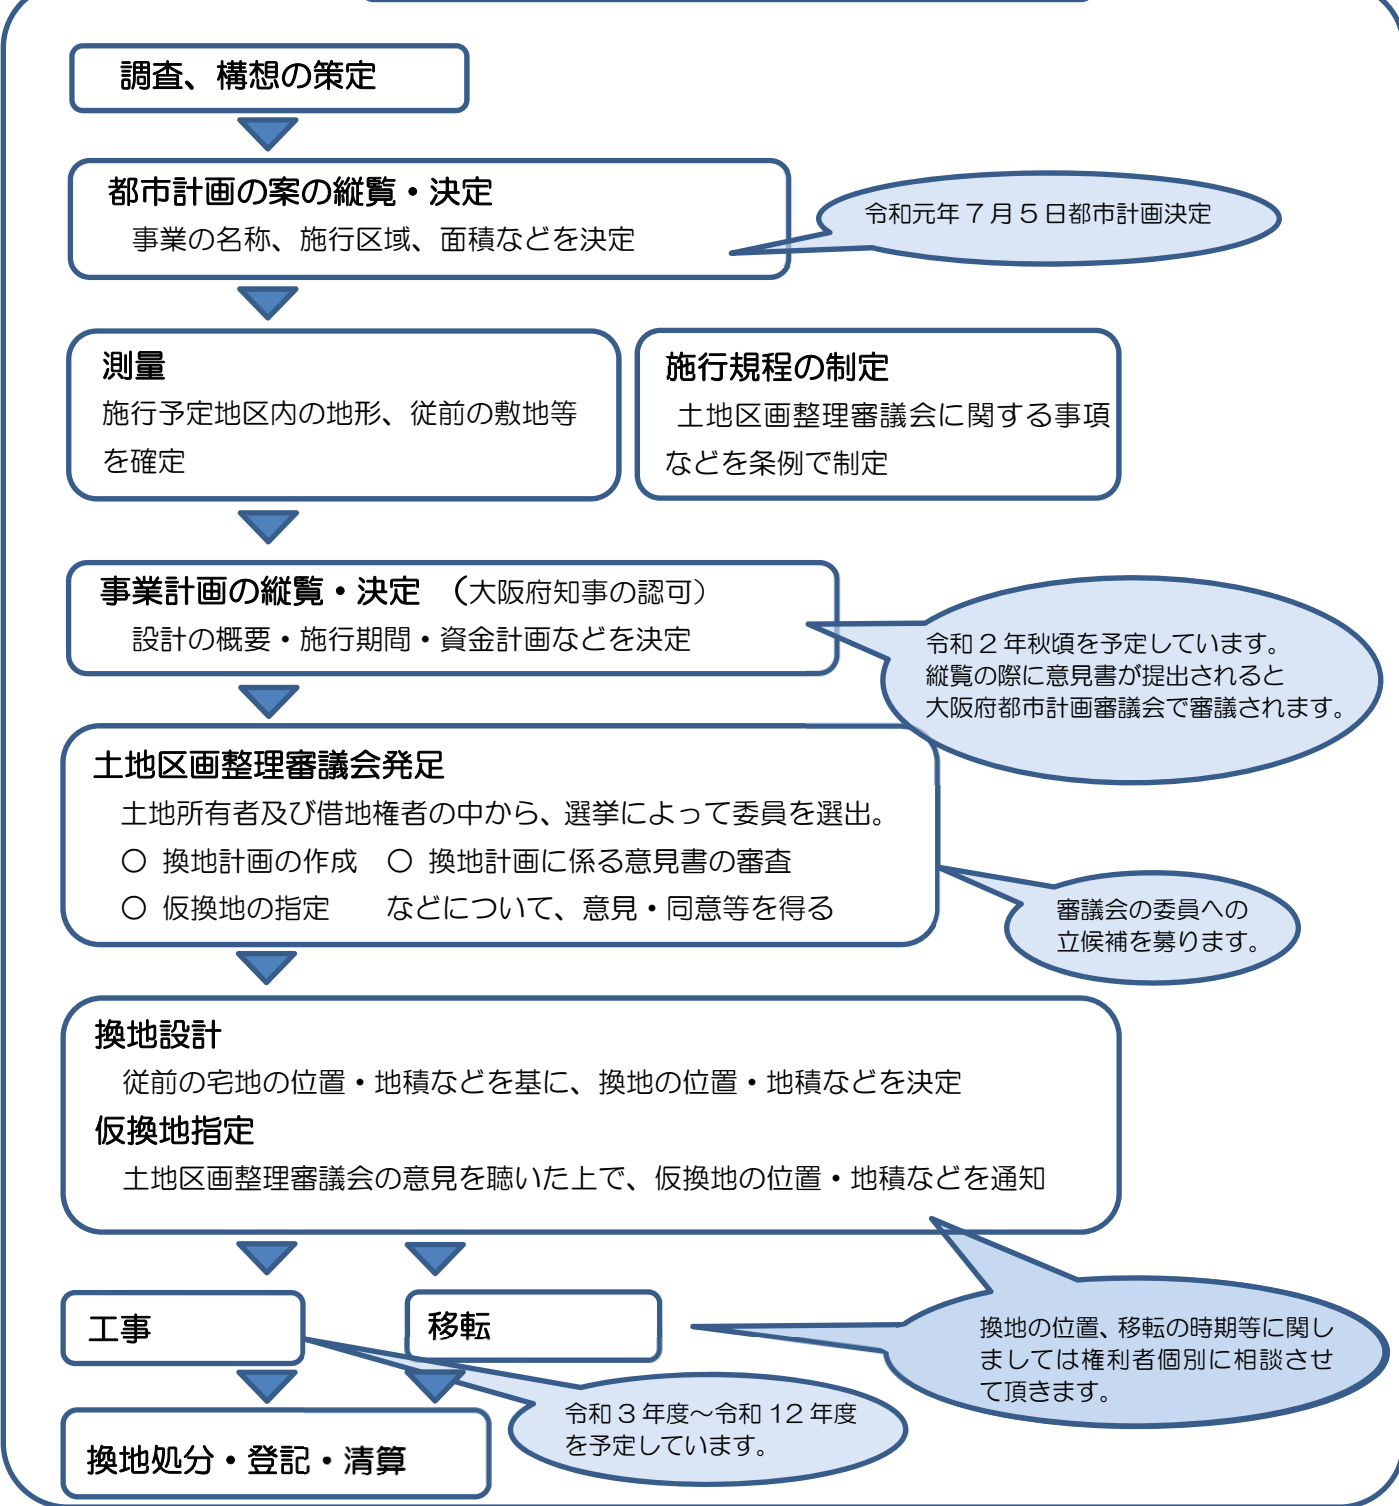 調査、構想の策定
都市計画の案の縦覧・決定
事業の名称、施行区域、面積などを決定
令和元年７月５日都市計画決定
測量
施行予定地区内の地形、従前の敷地等
を確定
施行規程の制定
土地区画整理審議会に関する事項
などを条例で制定
事業計画の縦覧・決定 （大阪府知事の認可）
設計の概要・施行期間・資金計画などを決定
令和２年秋頃を予定しています。
縦覧の際に意見書が提出されると
大阪府都市計画審議会で審議されます。
土地区画整理審議会発足
土地所有者及び借地権者の中から、選挙によって委員を選出。
○ 換地計画の作成 ○ 換地計画に係る意見書の審査
○ 仮換地の指定 などについて、意見・同意等を得る
審議会の委員への
立候補を募ります。
換地設計
従前の宅地の位置・地積などを基に、換地の位置・地積などを決定
仮換地指定
土地区画整理審議会の意見を聴いた上で、仮換地の位置・地積などを通知
工事
移転
換地の位置、移転の時期等に関し
ましては権利者個別に相談させ
て頂きます。
令和３年度～令和12年度
を予定しています。
換地処分・登記・清算